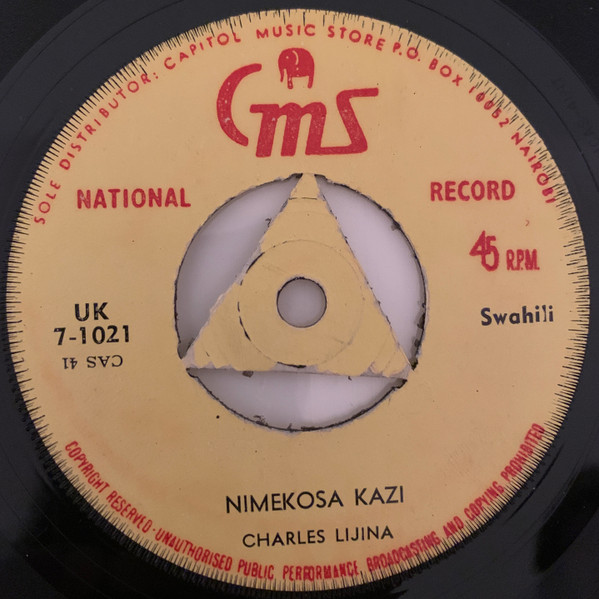 SOLE DISTRIBUTOR: CAPITOL MUSIC STORE P.O. BOX 10052 NAIROBI
CMS
NATIONAL RECORD
45 R.P.M.
UK
7-1021
CAS 41
Swahili
NIMEKOSA KAZI
CHARLES LIJINA
COPYRIGHT RESERVED-UNAUTHORISED PUBLIC PERFORMANCE, BROADCASTING AND COPYING PROHIBITED